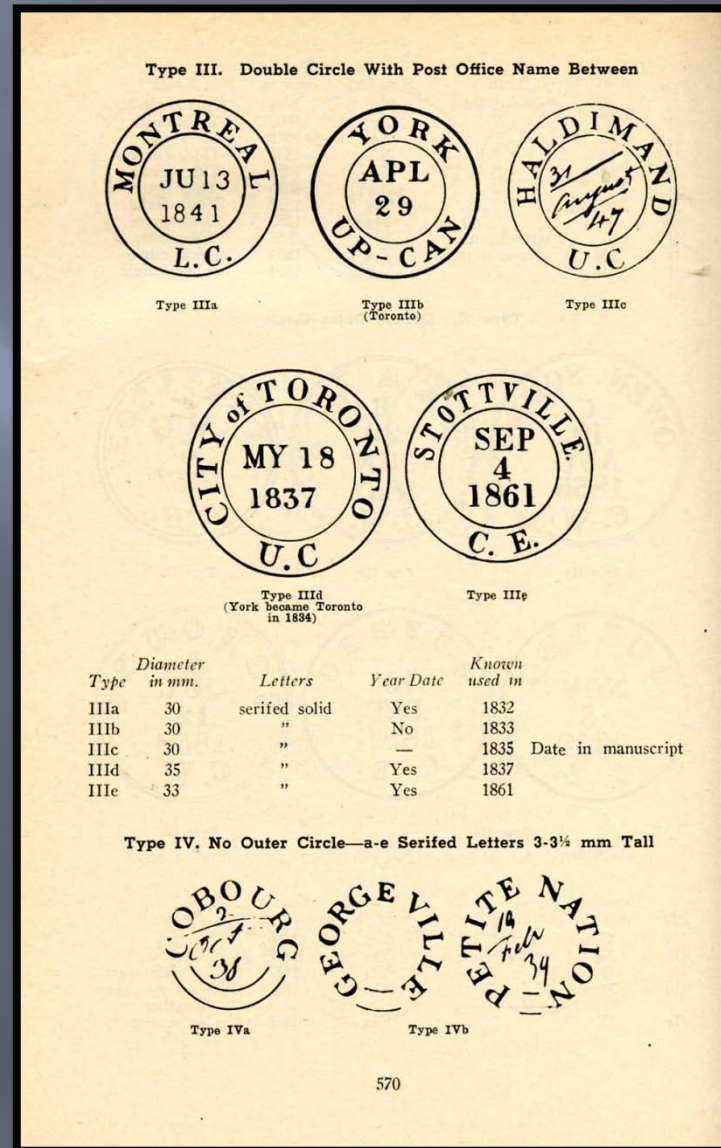 Type III. Double Circle With Post Office Name Between
MONTREAL
JU 13
1841
L.C.
YORK
APL
29
UP-CAN
HALDIMAND
31
August
47
U.C
Type IIIa
Type IIIb
(Toronto)
Type IIIc
CITY of TORONTO
MY 18
1837
U.C
STOTTVILLE.
SEP
4
1861
C. E.
Type IIId
(York became Toronto
in 1834)
Type IIIe
Type Diameter in mm. Letters Year Date Known used in
IIIa 30 serifed solid Yes 1832
IIIb 30 " No 1833
IIIc 30 " — 1835 Date in manuscript
IIId 35 " Yes 1837
IIIe 33 " Yes 1861
Type IV. No Outer Circle—a-e Serifed Letters 3-3½ mm Tall
COBOURG
2
Oct
38
GEORGEVILLE
PETITE NATION
19
Feb
34
Type IVa
Type IVb
570